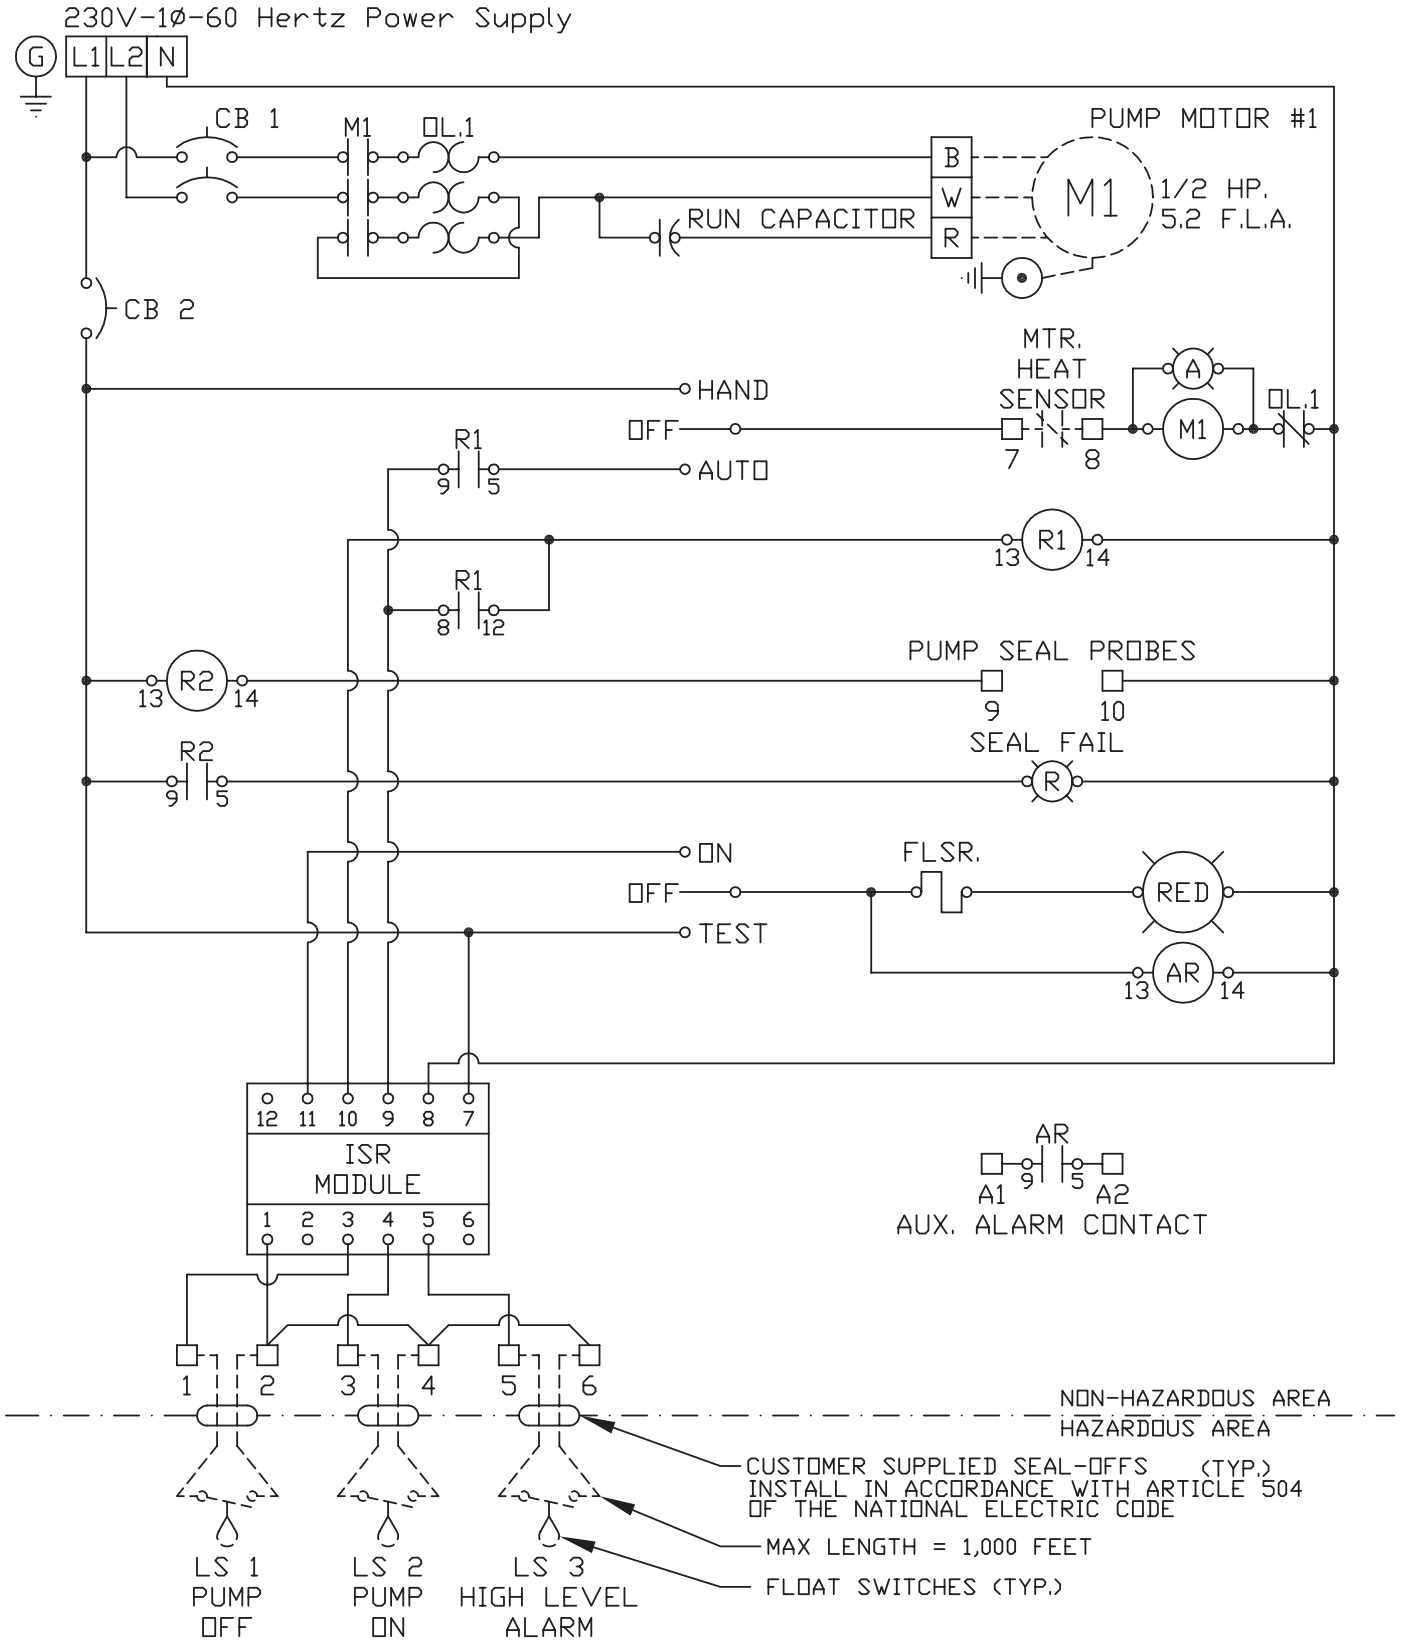 230V-1Ø-60 Hertz Power Supply
G L1 L2 N
CB 1
M1 OL.1
PUMP MOTOR #1
B
W
R
M1
1/2 HP.
5.2 F.L.A.
RUN CAPACITOR
CB 2
MTR.
HEAT
SENSOR
HAND
OFF
AUTO
R1
9 5
7 8
A
M1
OL.1
R1
13 14
R1
8 12
PUMP SEAL PROBES
R2
13 14
9 10
SEAL FAIL
R2
9 5
R
ON
OFF
TEST
FLSR.
RED
AR
13 14
12 11 10 9 8 7
ISR
MODULE
1 2 3 4 5 6
AR
9 5
A1 A2
AUX. ALARM CONTACT
1 2 3 4 5 6
NON-HAZARDOUS AREA
HAZARDOUS AREA
CUSTOMER SUPPLIED SEAL-OFFS (TYP.)
INSTALL IN ACCORDANCE WITH ARTICLE 504
OF THE NATIONAL ELECTRIC CODE
MAX LENGTH = 1,000 FEET
FLOAT SWITCHES (TYP.)
LS 1
PUMP
OFF
LS 2
PUMP
ON
LS 3
HIGH LEVEL
ALARM